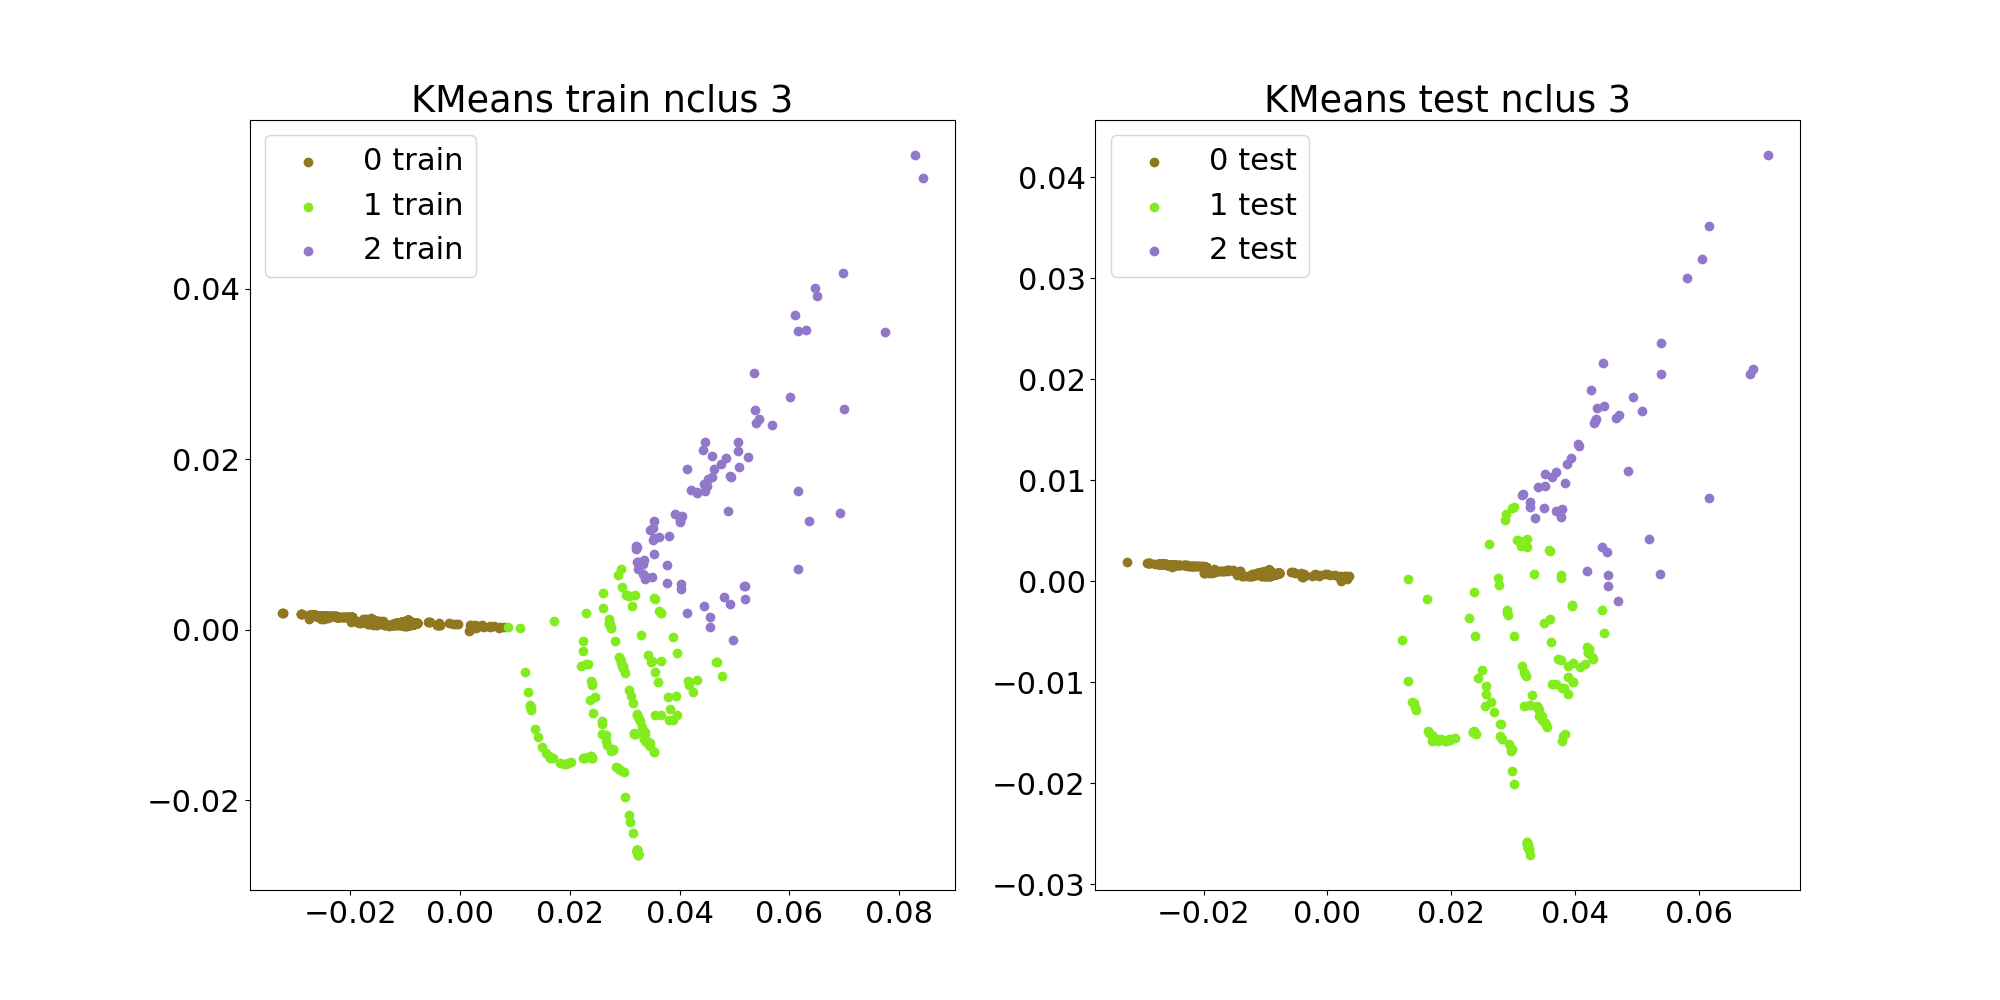 KMeans train nclus 3
0 train
1 train
2 train
0.04
0.02
0.00
−0.02
−0.02 0.00 0.02 0.04 0.06 0.08
KMeans test nclus 3
0 test
1 test
2 test
0.04
0.03
0.02
0.01
0.00
−0.01
−0.02
−0.03
−0.02 0.00 0.02 0.04 0.06